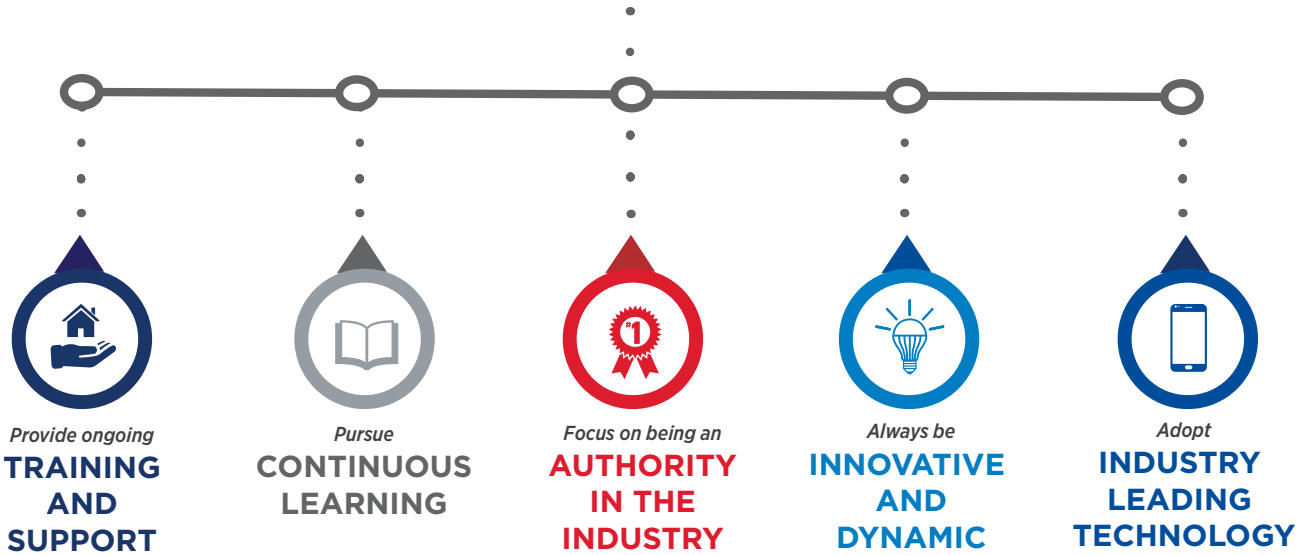 #1
Provide ongoing
TRAINING
AND
SUPPORT
Pursue
CONTINUOUS
LEARNING
Focus on being an
AUTHORITY
IN THE
INDUSTRY
Always be
INNOVATIVE
AND
DYNAMIC
Adopt
INDUSTRY
LEADING
TECHNOLOGY